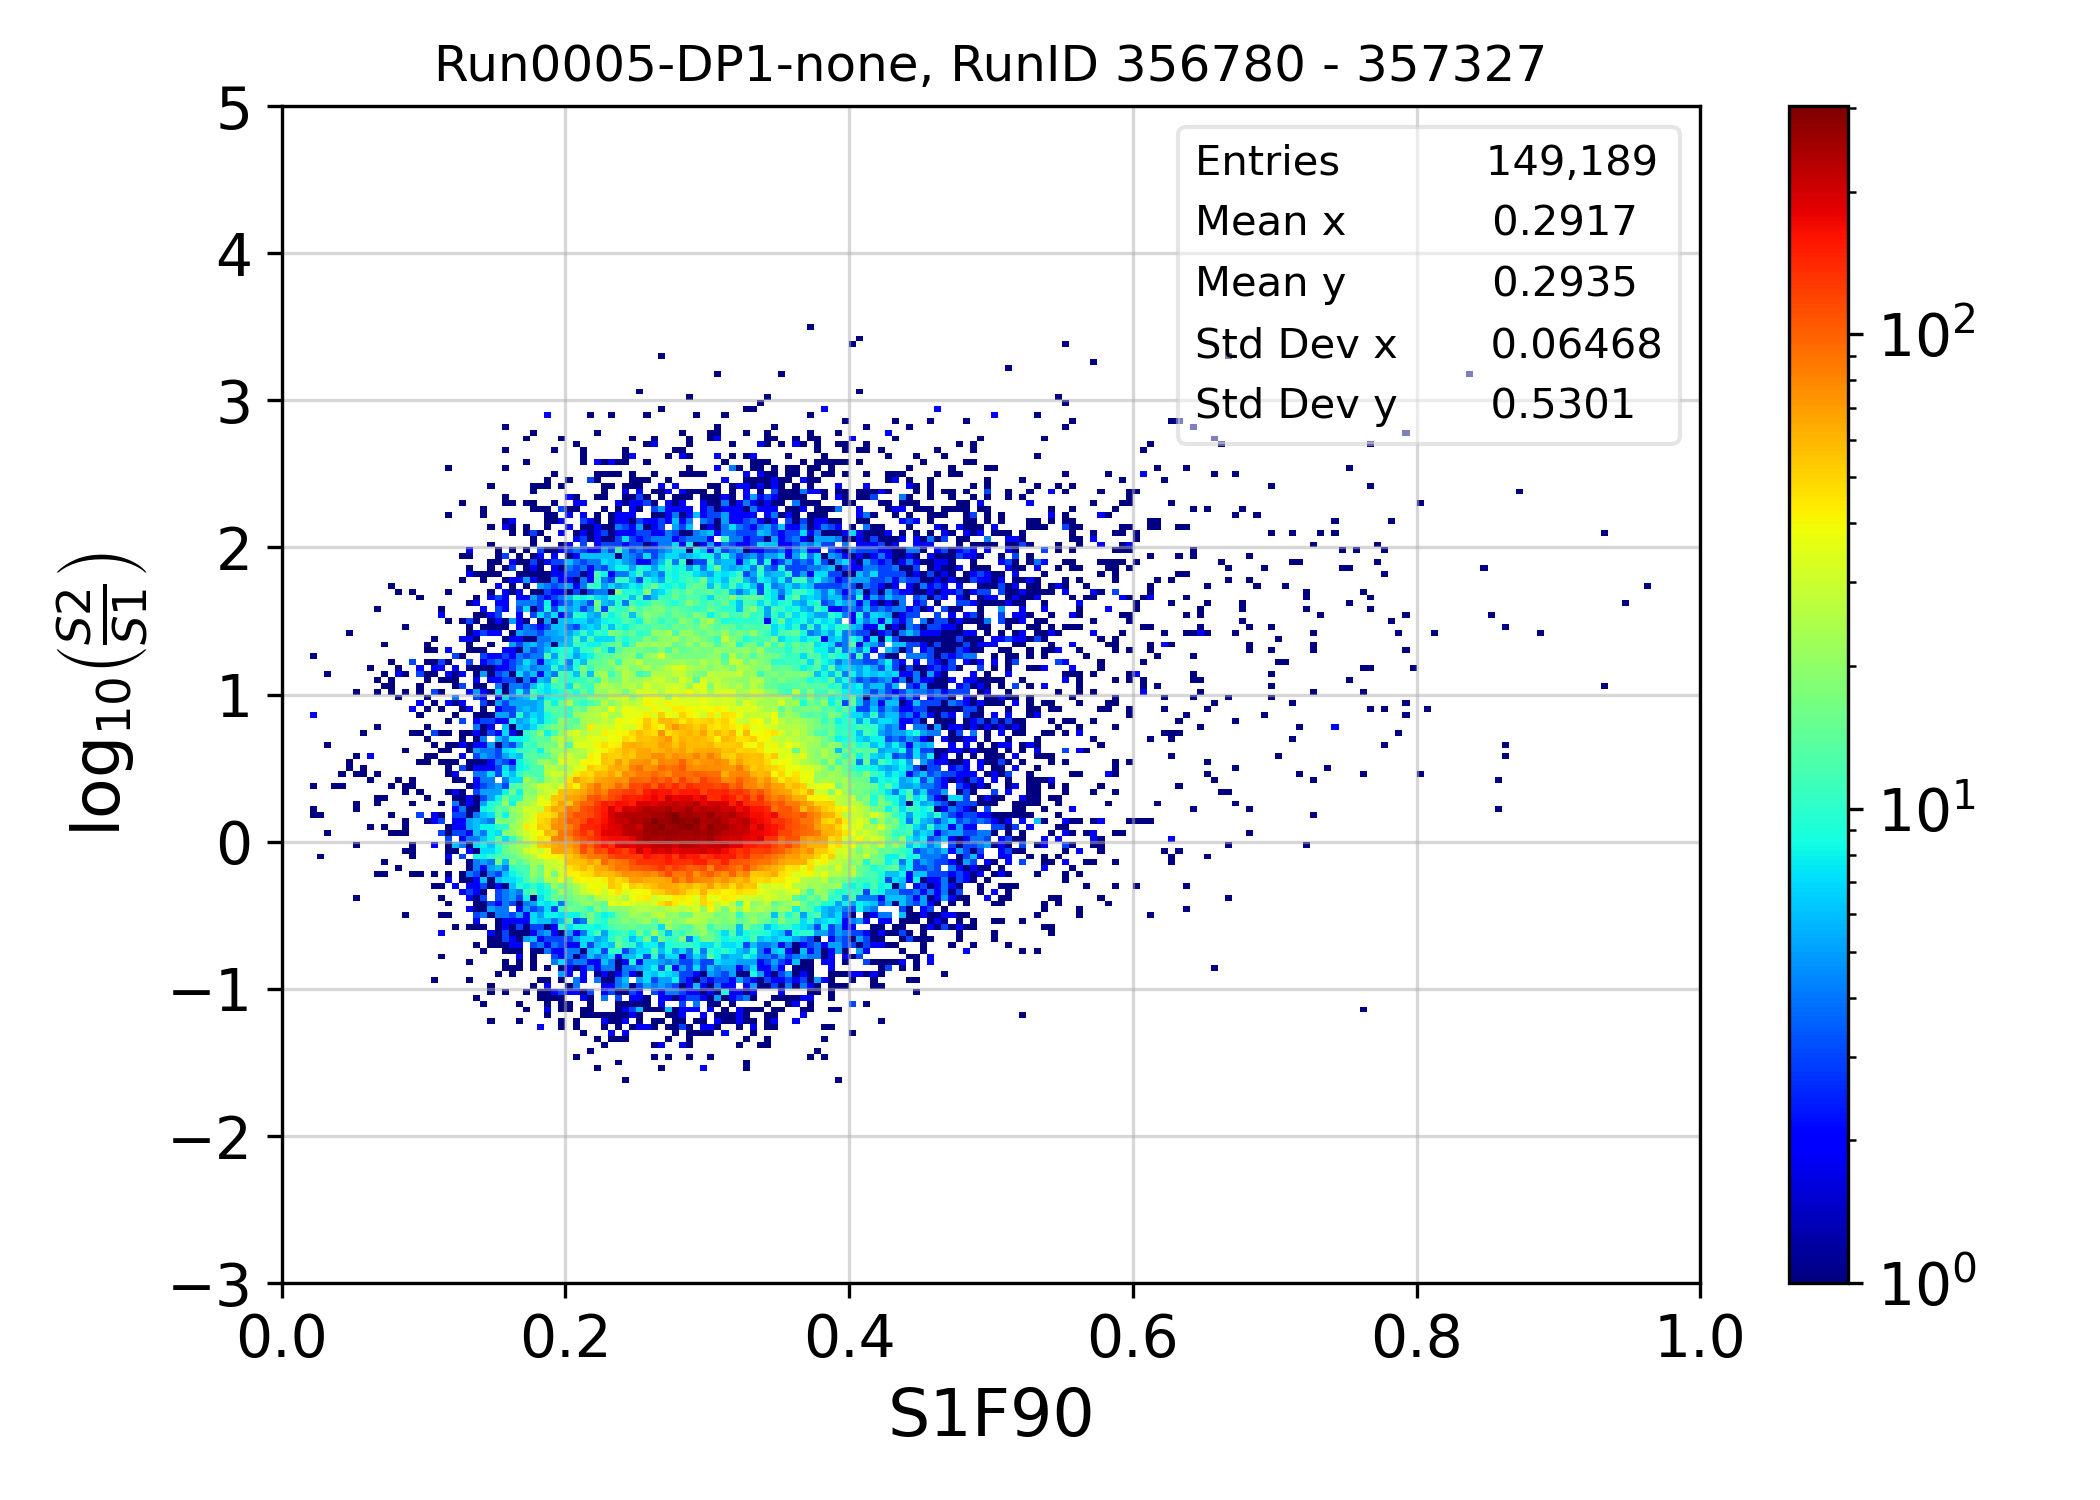 Run0005-DP1-none, RunID 356780 - 357327
Entries 149,189
Mean x 0.2917
Mean y 0.2935
Std Dev x 0.06468
Std Dev y 0.5301
5
4
3
2
1
0
−1
−2
−3
log₁₀(S2/S1)
0.0 0.2 0.4 0.6 0.8 1.0
S1F90
10²
10¹
10⁰